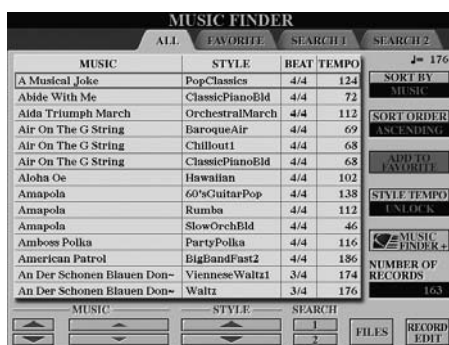 MUSIC FINDER
ALL FAVORITE SEARCH 1 SEARCH 2
MUSIC STYLE BEAT TEMPO
♩= 176
A Musical Joke PopClassics 4/4 124
Abide With Me ClassicPianoBld 4/4 72
Aida Triumph March OrchestralMarch 4/4 112
Air On The G String BaroqueAir 4/4 69
Air On The G String Chillout1 4/4 68
Air On The G String ClassicPianoBld 4/4 68
Aloha Oe Hawaiian 4/4 102
Amapola 60'sGuitarPop 4/4 138
Amapola Rumba 4/4 112
Amapola SlowOrchBld 4/4 46
Amboss Polka PartyPolka 4/4 116
American Patrol BigBandFast2 4/4 186
An Der Schonen Blauen Don~ VienneseWaltz1 3/4 174
An Der Schonen Blauen Don~ Waltz 3/4 176
SORT BY
MUSIC
SORT ORDER
ASCENDING
ADD TO
FAVORITE
STYLE TEMPO
UNLOCK
MUSIC
FINDER+
NUMBER OF
RECORDS
163
MUSIC STYLE SEARCH
1
2
FILES
RECORD
EDIT